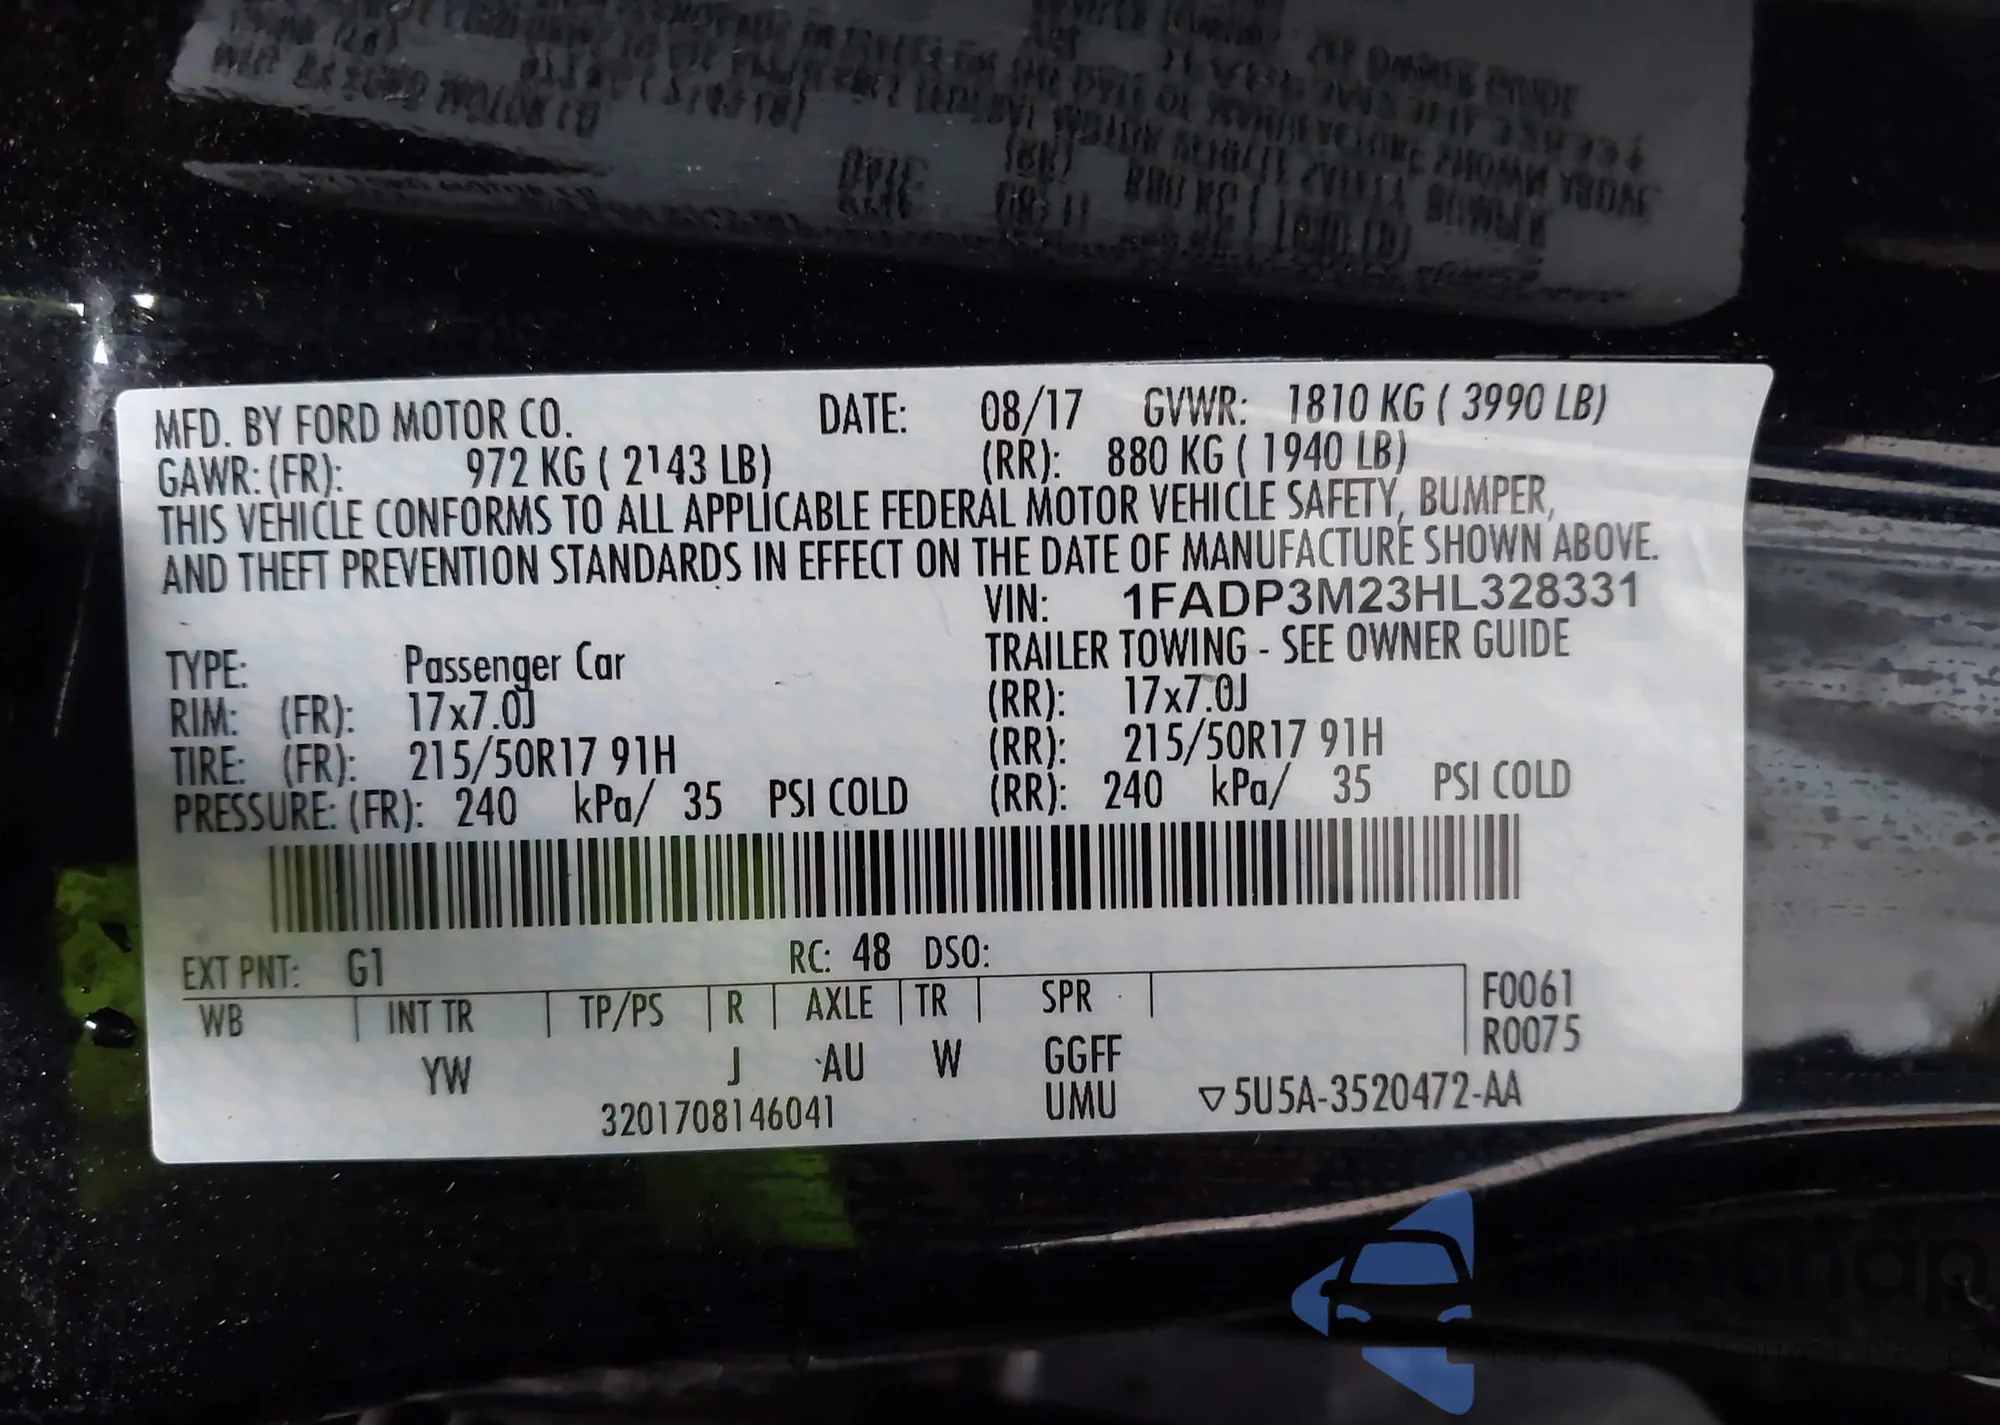 MFD. BY FORD MOTOR CO. DATE: 08/17 GVWR: 1810 KG ( 3990 LB)
GAWR: (FR): 972 KG ( 2143 LB) (RR): 880 KG ( 1940 LB)
THIS VEHICLE CONFORMS TO ALL APPLICABLE FEDERAL MOTOR VEHICLE SAFETY, BUMPER,
AND THEFT PREVENTION STANDARDS IN EFFECT ON THE DATE OF MANUFACTURE SHOWN ABOVE.
VIN: 1FADP3M23HL328331
TYPE: Passenger Car TRAILER TOWING - SEE OWNER GUIDE
RIM: (FR): 17x7.0J (RR): 17x7.0J
TIRE: (FR): 215/50R17 91H (RR): 215/50R17 91H
PRESSURE: (FR): 240 kPa/ 35 PSI COLD (RR): 240 kPa/ 35 PSI COLD
EXT PNT: G1 RC: 48 DSO:
WB INT TR TP/PS R AXLE TR SPR F0061
R0075
YW J AU W GGFF
3201708146041 UMU ▽5U5A-3520472-AA